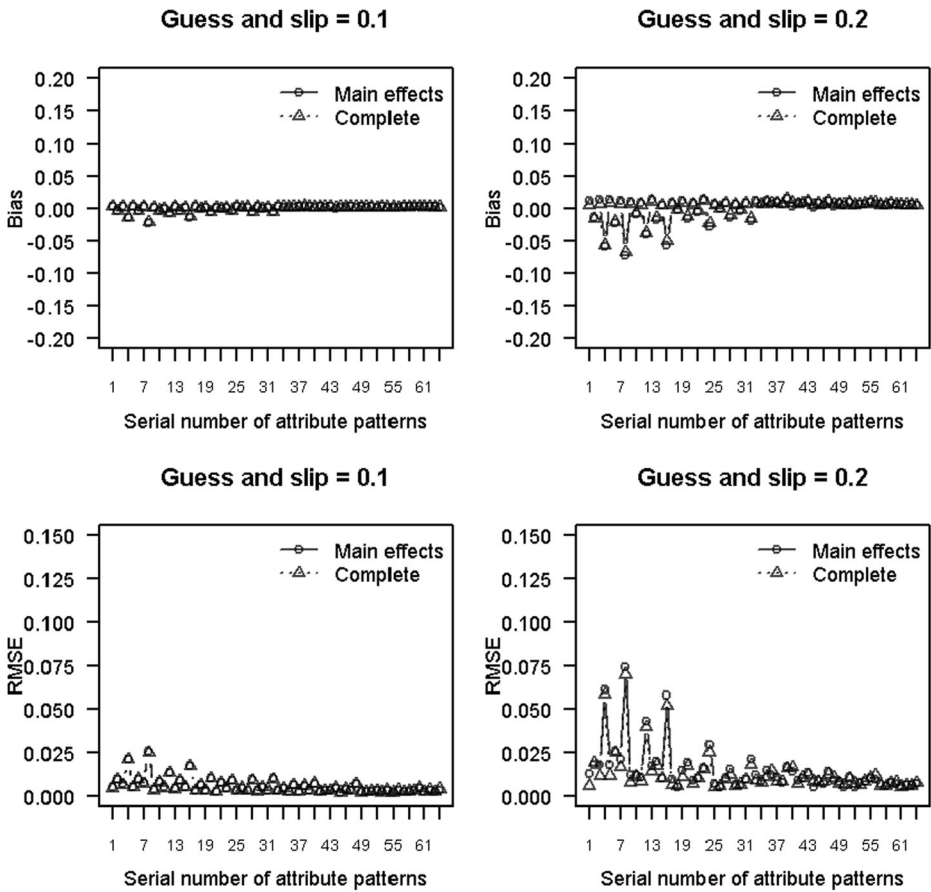 Guess and slip = 0.1
Guess and slip = 0.2
Main effects
Complete
Bias
0.20
0.15
0.10
0.05
0.00
-0.05
-0.10
-0.15
-0.20
1 7 13 19 25 31 37 43 49 55 61
Serial number of attribute patterns
Main effects
Complete
Bias
0.20
0.15
0.10
0.05
0.00
-0.05
-0.10
-0.15
-0.20
1 7 13 19 25 31 37 43 49 55 61
Serial number of attribute patterns
Guess and slip = 0.1
Guess and slip = 0.2
Main effects
Complete
RMSE
0.150
0.125
0.100
0.075
0.050
0.025
0.000
1 7 13 19 25 31 37 43 49 55 61
Serial number of attribute patterns
Main effects
Complete
RMSE
0.150
0.125
0.100
0.075
0.050
0.025
0.000
1 7 13 19 25 31 37 43 49 55 61
Serial number of attribute patterns